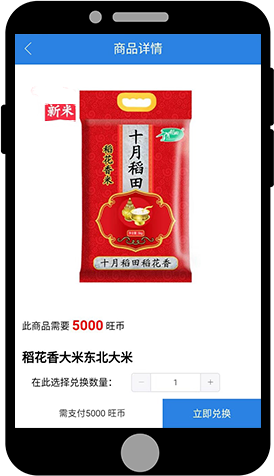 商品详情
新米
十月稻田
稻花香米
十月稻田稻花香
此商品需要 5000 旺币
稻花香大米东北大米
在此选择兑换数量： － 1 ＋
需支付5000 旺币
立即兑换